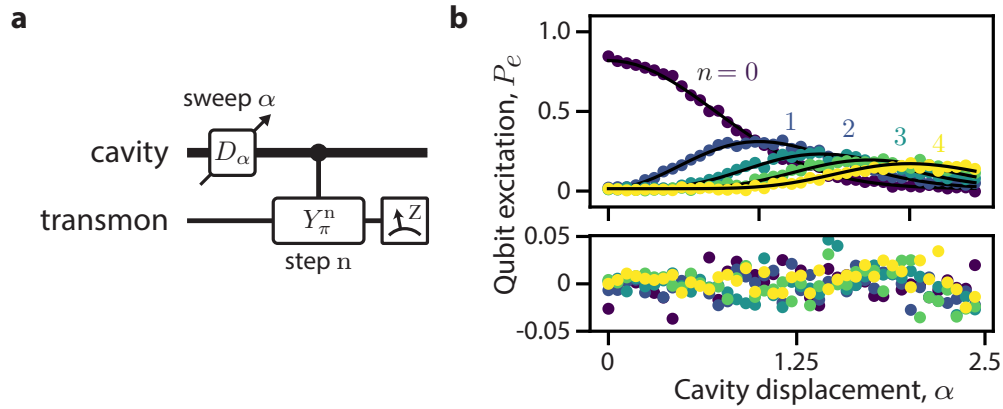 a
sweep α
cavity
D_α
transmon
Y_π^n
Z
step n
b
Qubit excitation, P_e
1.0
0.5
0
n = 0
1
2
3
4
0.05
0
-0.05
0
1.25
2.5
Cavity displacement, α